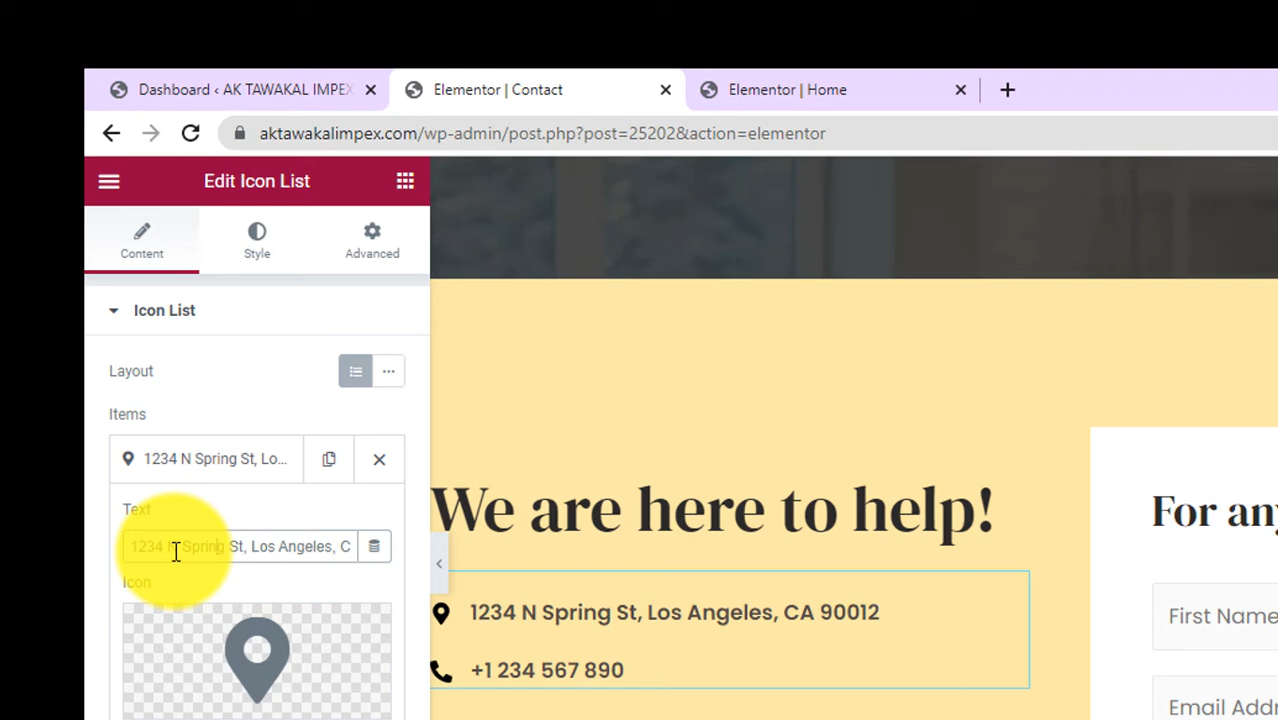 Dashboard ‹ AK TAWAKAL IMPEX
Elementor | Contact
Elementor | Home
aktawakalimpex.com/wp-admin/post.php?post=25202&action=elementor
Edit Icon List
Content
Style
Advanced
Icon List
Layout
Items
1234 N Spring St, Lo...
Text
1234 N Spring St, Los Angeles, C
Icon
We are here to help!
1234 N Spring St, Los Angeles, CA 90012
+1 234 567 890
For any
First Name
Email Addr